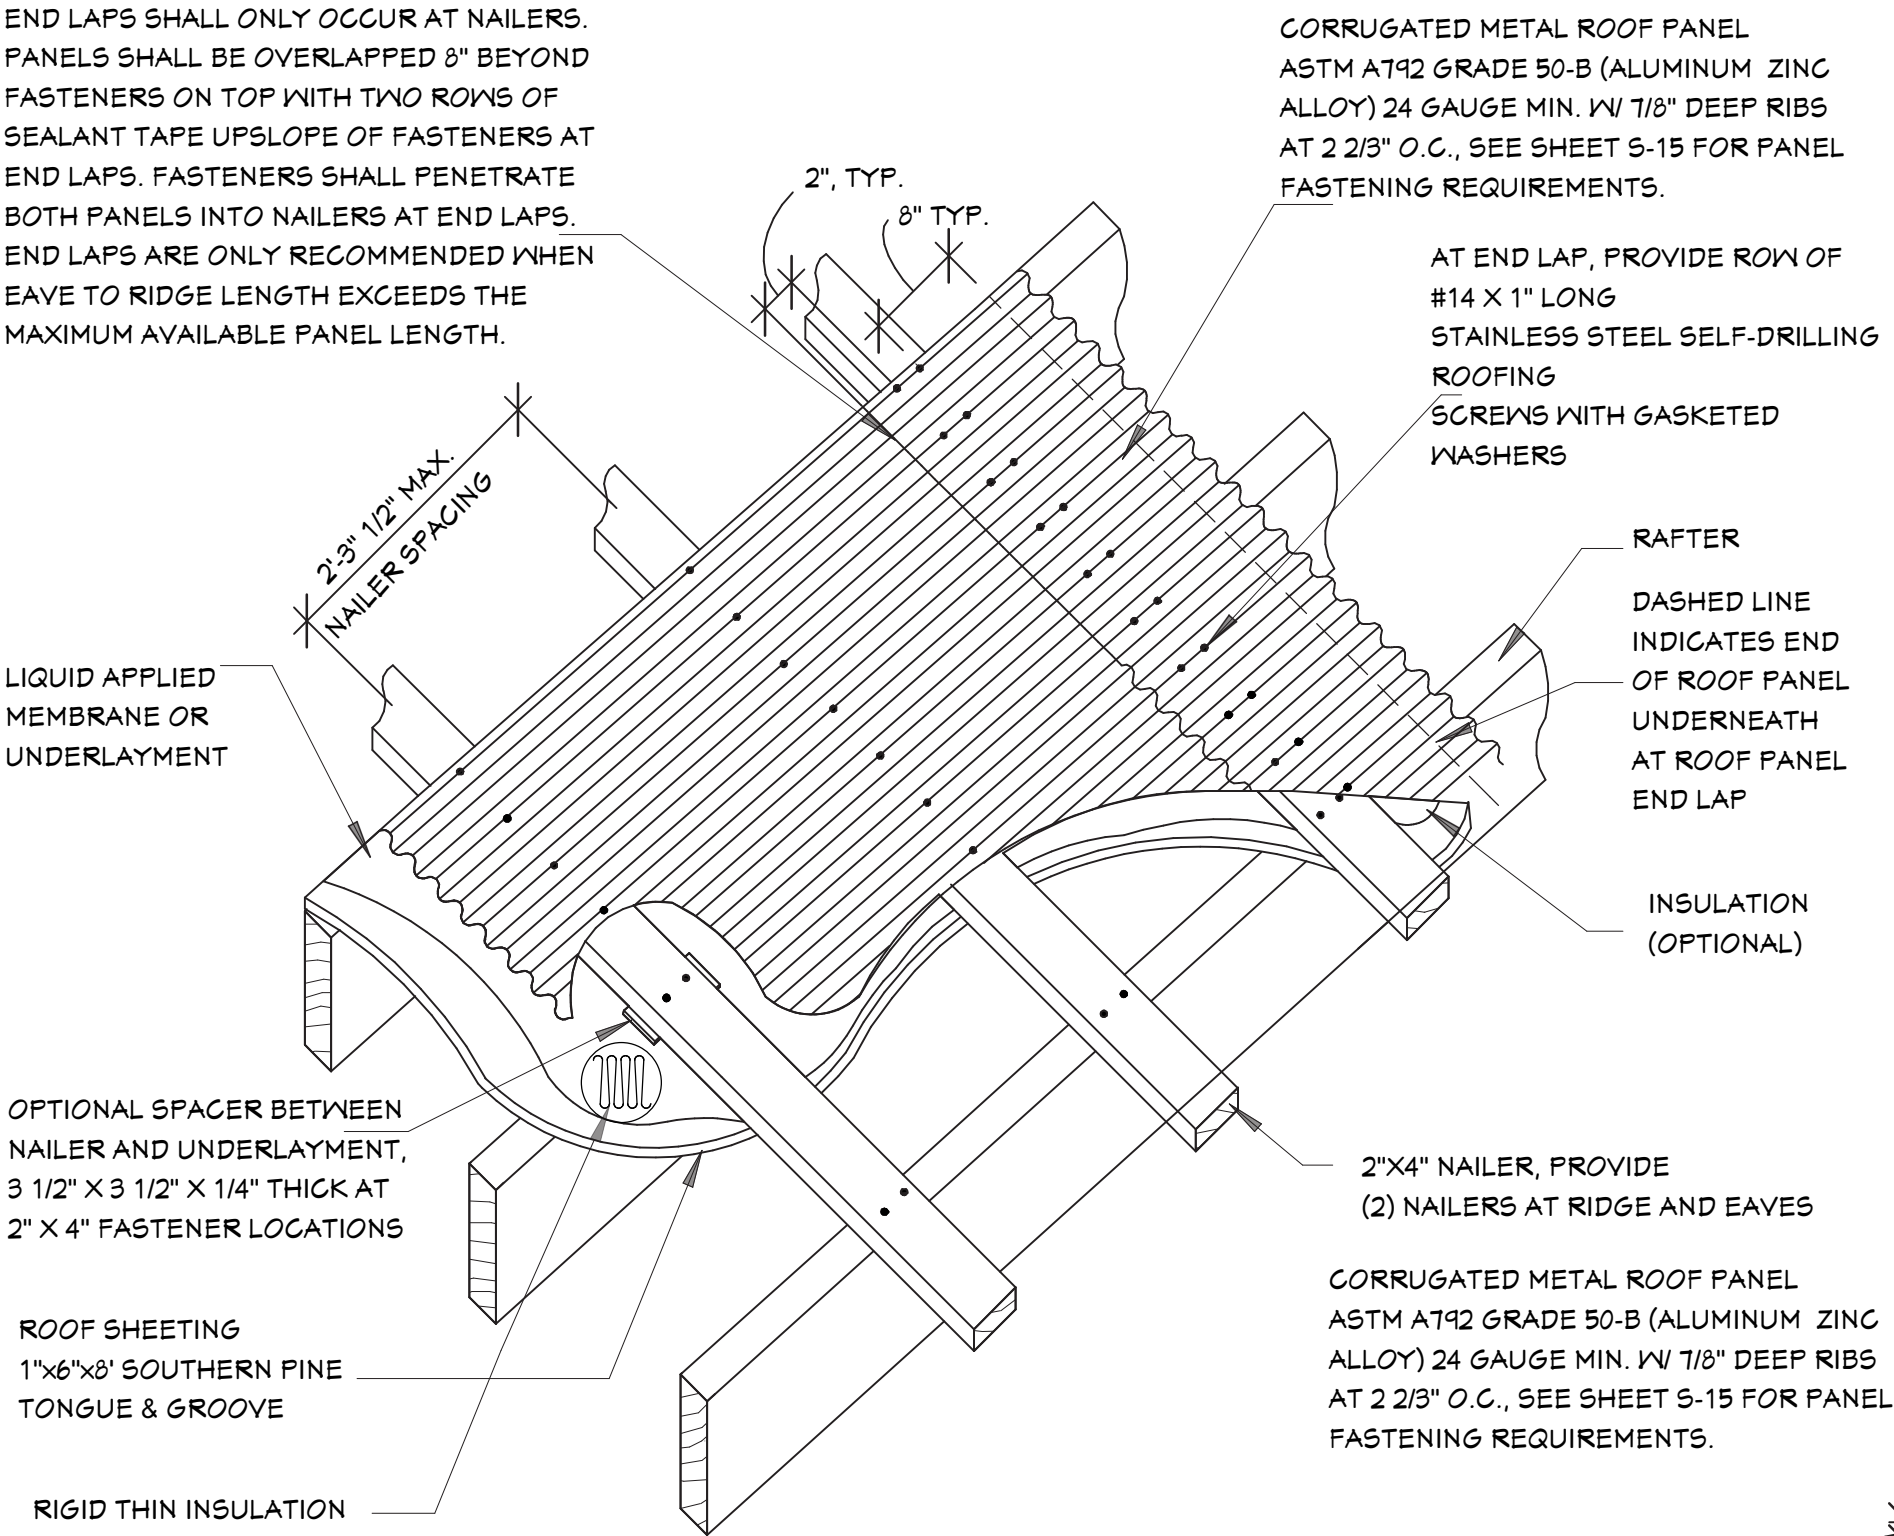 END LAPS SHALL ONLY OCCUR AT NAILERS.
PANELS SHALL BE OVERLAPPED 8" BEYOND
FASTENERS ON TOP WITH TWO ROWS OF
SEALANT TAPE UPSLOPE OF FASTENERS AT
END LAPS. FASTENERS SHALL PENETRATE
BOTH PANELS INTO NAILERS AT END LAPS.
END LAPS ARE ONLY RECOMMENDED WHEN
EAVE TO RIDGE LENGTH EXCEEDS THE
MAXIMUM AVAILABLE PANEL LENGTH.
2", TYP.
8" TYP.
CORRUGATED METAL ROOF PANEL
ASTM A792 GRADE 50-B (ALUMINUM ZINC
ALLOY) 24 GAUGE MIN. W/ 7/8" DEEP RIBS
AT 2 2/3" O.C., SEE SHEET S-15 FOR PANEL
FASTENING REQUIREMENTS.
AT END LAP, PROVIDE ROW OF
#14 X 1" LONG
STAINLESS STEEL SELF-DRILLING
ROOFING
SCREWS WITH GASKETED
WASHERS
2'-3" 1/2" MAX.
NAILER SPACING
RAFTER
DASHED LINE
INDICATES END
OF ROOF PANEL
UNDERNEATH
AT ROOF PANEL
END LAP
LIQUID APPLIED
MEMBRANE OR
UNDERLAYMENT
INSULATION
(OPTIONAL)
OPTIONAL SPACER BETWEEN
NAILER AND UNDERLAYMENT,
3 1/2" X 3 1/2" X 1/4" THICK AT
2" X 4" FASTENER LOCATIONS
2"X4" NAILER, PROVIDE
(2) NAILERS AT RIDGE AND EAVES
CORRUGATED METAL ROOF PANEL
ASTM A792 GRADE 50-B (ALUMINUM ZINC
ALLOY) 24 GAUGE MIN. W/ 7/8" DEEP RIBS
AT 2 2/3" O.C., SEE SHEET S-15 FOR PANEL
FASTENING REQUIREMENTS.
ROOF SHEETING
1"x6"x8' SOUTHERN PINE
TONGUE & GROOVE
RIGID THIN INSULATION